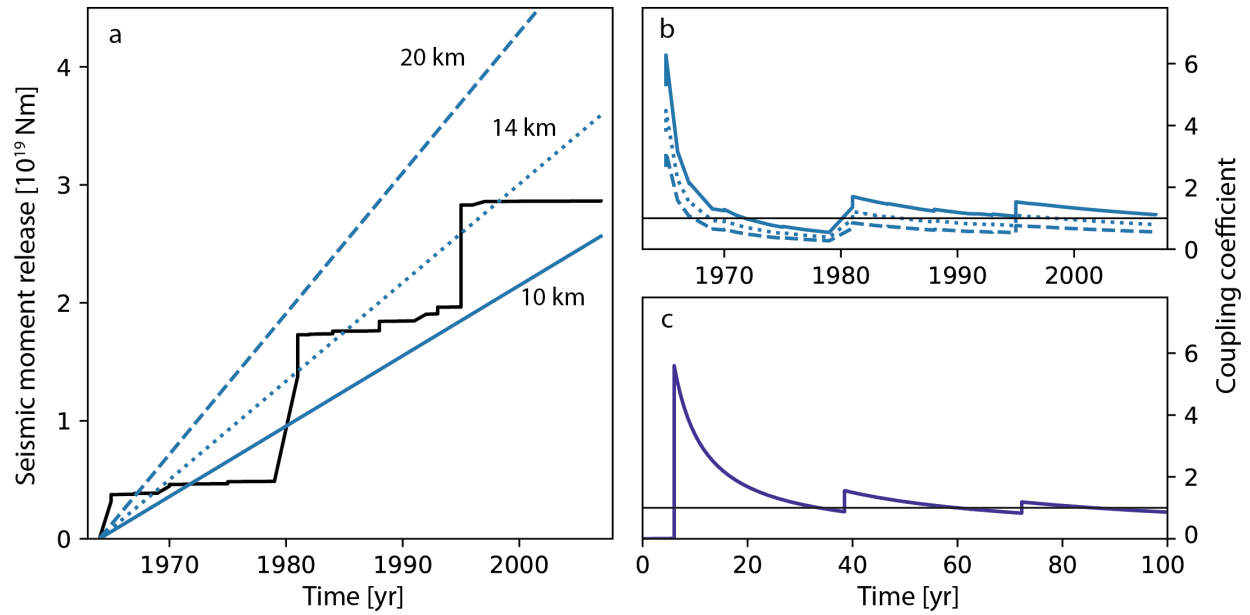 a
20 km
14 km
10 km
4
3
2
1
0
1970
1980
1990
2000
Time [yr]
Seismic moment release [10¹⁹ Nm]
b
6
4
2
0
1970
1980
1990
2000
c
6
4
2
0
0
20
40
60
80
100
Time [yr]
Coupling coefficient